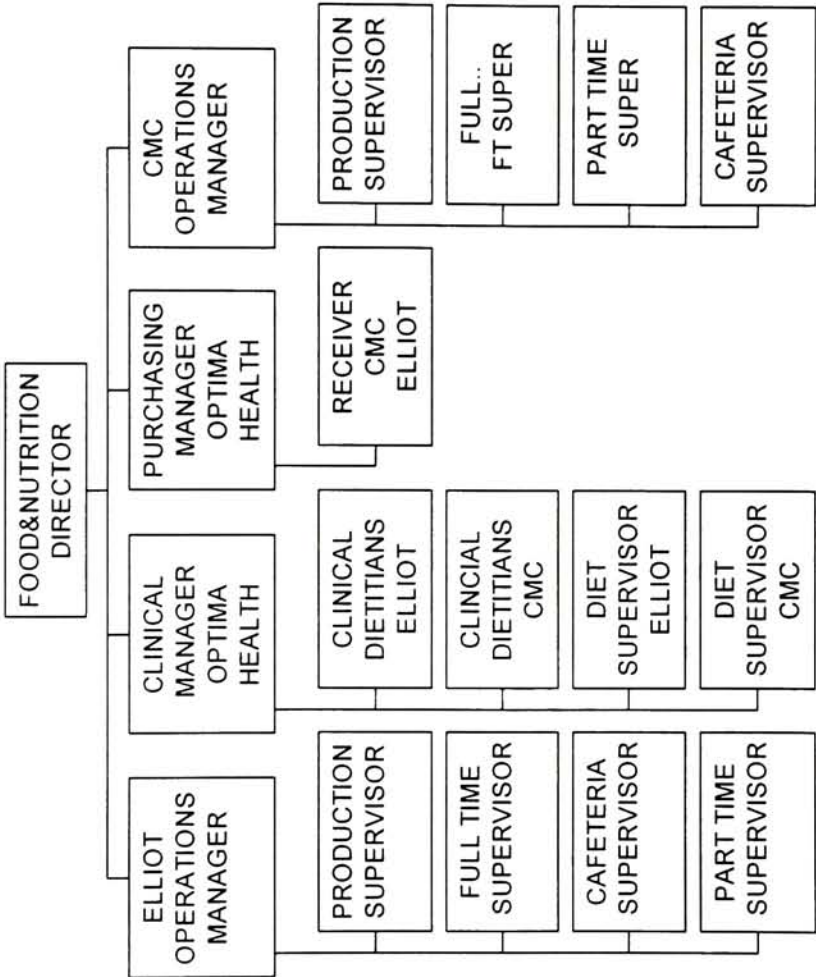 FOOD&NUTRITION
DIRECTOR
ELLIOT
OPERATIONS
MANAGER
CLINICAL
MANAGER
OPTIMA
HEALTH
PURCHASING
MANAGER
OPTIMA
HEALTH
CMC
OPERATIONS
MANAGER
PRODUCTION
SUPERVISOR
FULL TIME
SUPERVISOR
CAFETERIA
SUPERVISOR
PART TIME
SUPERVISOR
CLINICAL
DIETITIANS
ELLIOT
CLINCIAL
DIETITIANS
CMC
DIET
SUPERVISOR
ELLIOT
DIET
SUPERVISOR
CMC
RECEIVER
CMC
ELLIOT
PRODUCTION
SUPERVISOR
FULL..
FT SUPER
PART TIME
SUPER
CAFETERIA
SUPERVISOR